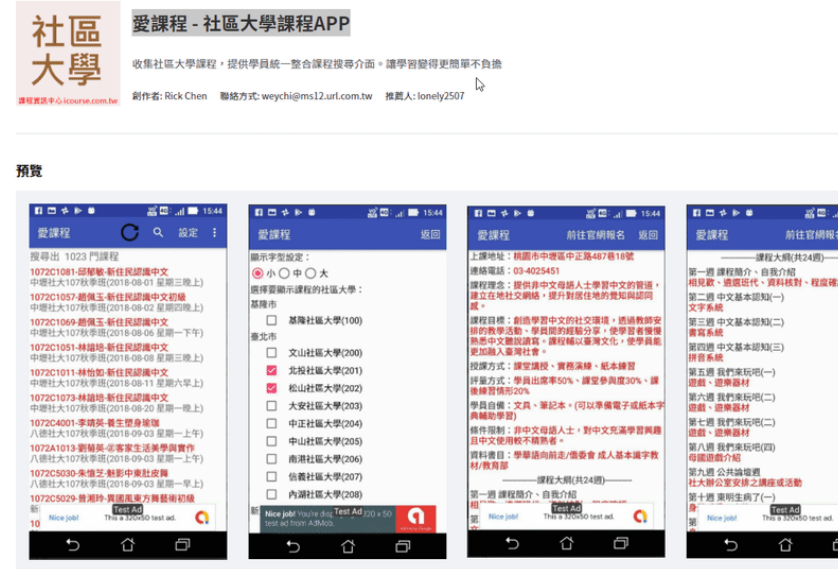 社區
大學
課程資訊中心 icourse.com.tw
愛課程 - 社區大學課程APP
收集社區大學課程，提供學員統一整合課程搜尋介面。讓學習變得更簡單不負擔
創作者: Rick Chen 聯絡方式: weychi@ms12.url.com.tw 推薦人: lonely2507
預覽
15:44
愛課程 設定
搜尋出 1023 門課程
1072C1081-邱郁敏-新住民認識中文
中壢社大107秋季班(2018-08-01 星期三晚上)
1072C1057-趙佩玉-新住民認識中文初級
中壢社大107秋季班(2018-08-02 星期四晚上)
1072C1069-趙佩玉-新住民認識中文
中壢社大107秋季班(2018-08-06 星期一下午)
1072C1051-林誼培-新住民認識中文
中壢社大107秋季班(2018-08-08 星期三晚上)
1072C1011-林怡如-新住民認識中文
中壢社大107秋季班(2018-08-11 星期六早上)
1072C1073-林誼培-新住民認識中文
中壢社大107秋季班(2018-08-20 星期一晚上)
1072C4001-李靖英-養生塑身瑜珈
八德社大107秋季班(2018-09-03 星期一上午)
1072A1013-劉菊英-②客家生活美學與實作
八德社大107秋季班(2018-09-03 星期一上午)
1072C5030-朱憶芝-魅影中東肚皮舞
八德社大107秋季班(2018-09-03 星期一早上)
1072C5029-曾湘玲-異國風東方舞藝術初級
新
10
Test Ad
Nice job! This a 320x50 test ad.
15:44
愛課程 返回
顯示字型設定：
小 中 大
選擇要顯示課程的社區大學：
基隆市
基隆社區大學(100)
臺北市
文山社區大學(200)
北投社區大學(201)
松山社區大學(202)
大安社區大學(203)
中正社區大學(204)
中山社區大學(205)
南港社區大學(206)
信義社區大學(207)
內湖社區大學(208)
新
Test Ad
Nice job! You're 320 x 50
test ad from AdMob.
15:44
愛課程 前往官網報名 返回
上課地址：桃園市中壢區中正路487巷18號
連絡電話：03-4025451
課程理念：提供非中文母語人士學習中文的管道，
建立在地社交網絡，提升對居住地的覺知與認同
感。
課程目標：創造學習中文的社交環境，透過教師安
排的教學活動、學員間的經驗分享，使學習者慢慢
熟悉中文聽說讀寫。課程輔以臺灣文化，使學員能
更加融入臺灣社會。
授課方式：課堂講授、實務演練、紙本練習
評量方式：學員出席率50%、課堂參與度30%、課
後練習情形20%
學員自備：文具、筆記本。(可以準備電子或紙本字
典輔助學習)
條件限制：非中文母語人士，對中文充滿學習興趣
且中文使用較不精熟者。
資料書目：學華語向前走/僑委會 成人基本識字教
材/教育部
课程大綱(共24週)
第一週 課程簡介、自我介紹
Test Ad
Nice job! This a 320x50 test ad.
愛課程 前往官網報名
課程大綱(共24週)
第一週 課程簡介、自我介紹
相見歡、遴選班代、資料核對、程度確
第二週 中文基本認知(一)
文字系統
第三週 中文基本認知(二)
書寫系統
第四週 中文基本認知(三)
拼音系統
第五週 我們來玩吧(一)
遊戲、遊樂器材
第六週 我們來玩吧(二)
遊戲、遊樂器材
第七週 我們來玩吧(二)
遊戲、遊樂器材
第八週 我們來玩吧(四)
母國遊戲介紹
第九週 公共論壇週
社大辦公室安排之講座或活動
第十週 東明生病了(一)
Test Ad
Nice job! This a 320x50 test ad.